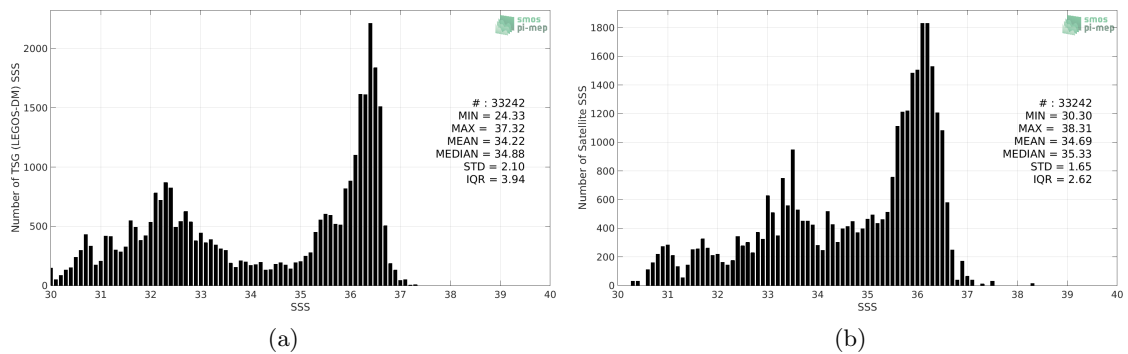 smos
pi-mep
Number of TSG (LEGOS-DM) SSS
2000
1500
1000
500
0
# : 33242
MIN = 24.33
MAX = 37.32
MEAN = 34.22
MEDIAN = 34.88
STD = 2.10
IQR = 3.94
30 31 32 33 34 35 36 37 38 39 40
SSS
(a)
smos
pi-mep
Number of Satellite SSS
1800
1600
1400
1200
1000
800
600
400
200
0
# : 33242
MIN = 30.30
MAX = 38.31
MEAN = 34.69
MEDIAN = 35.33
STD = 1.65
IQR = 2.62
30 31 32 33 34 35 36 37 38 39 40
SSS
(b)